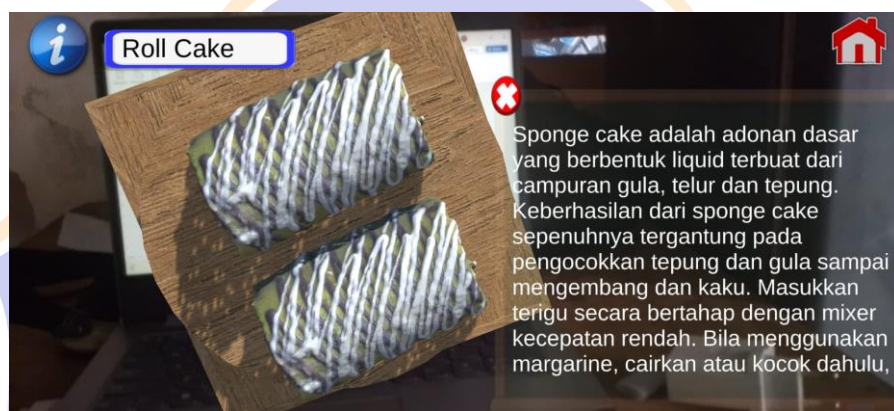 Roll Cake
Sponge cake adalah adonan dasar
yang berbentuk liquid terbuat dari
campuran gula, telur dan tepung.
Keberhasilan dari sponge cake
sepenuhnya tergantung pada
pengocokkan tepung dan gula sampai
mengembang dan kaku. Masukkan
terigu secara bertahap dengan mixer
kecepatan rendah. Bila menggunakan
margarine, cairkan atau kocok dahulu,